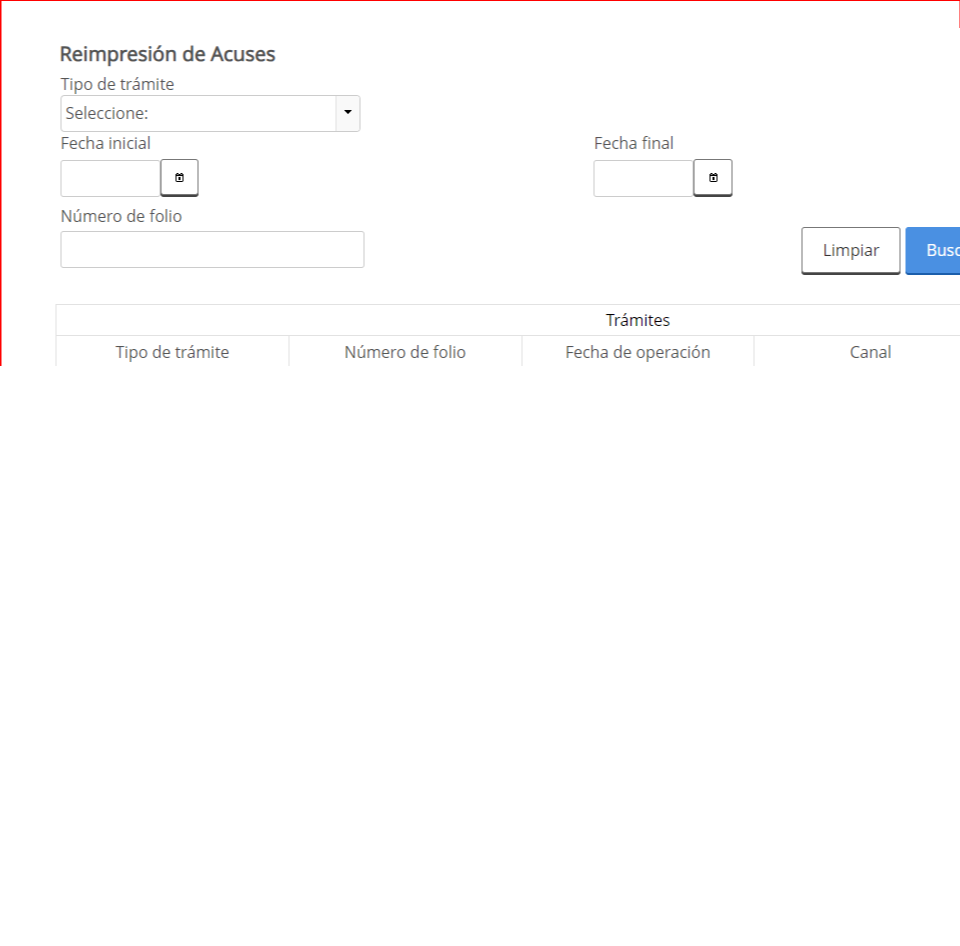 Reimpresión de Acuses
Tipo de trámite
Seleccione:
Fecha inicial
Fecha final
Número de folio
Limpiar
Busc
Trámites
Tipo de trámite
Número de folio
Fecha de operación
Canal